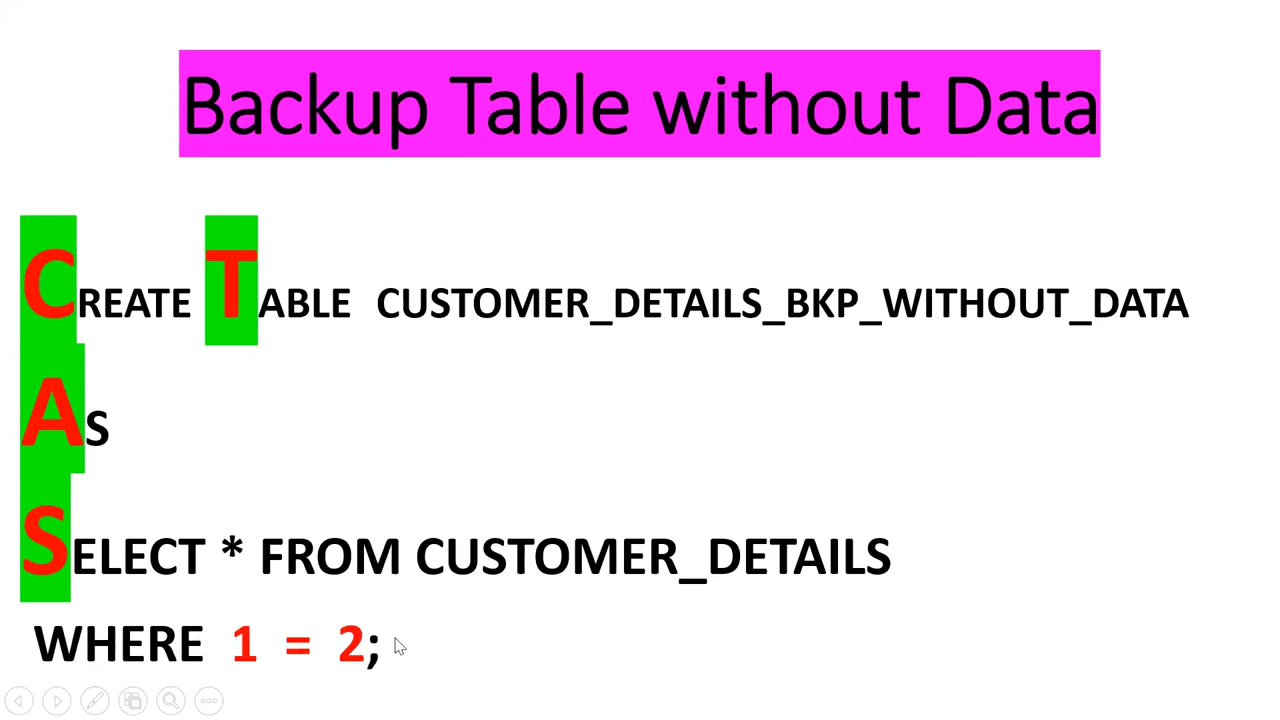 Backup Table without Data
CREATE TABLE CUSTOMER_DETAILS_BKP_WITHOUT_DATA
AS
SELECT * FROM CUSTOMER_DETAILS
WHERE 1 = 2;